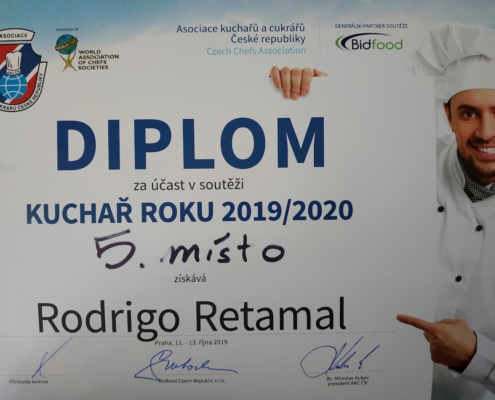 ASOCIACE
member of
WORLD
ASSOCIATION
OF CHEFS
SOCIETIES
Asociace kuchařů a cukrářů
České republiky
Czech Chefs Association
GENERÁLNÍ PARTNER SOUTĚŽE
Bidfood
DIPLOM
za účast v soutěži
KUCHAŘ ROKU 2019/2020
5. místo
získává
Rodrigo Retamal
Praha, 11. - 13. října 2019
Předseda komise
Bidfood Czech Republic s.r.o.
Bc. Miroslav Kubec
prezident AKC ČR